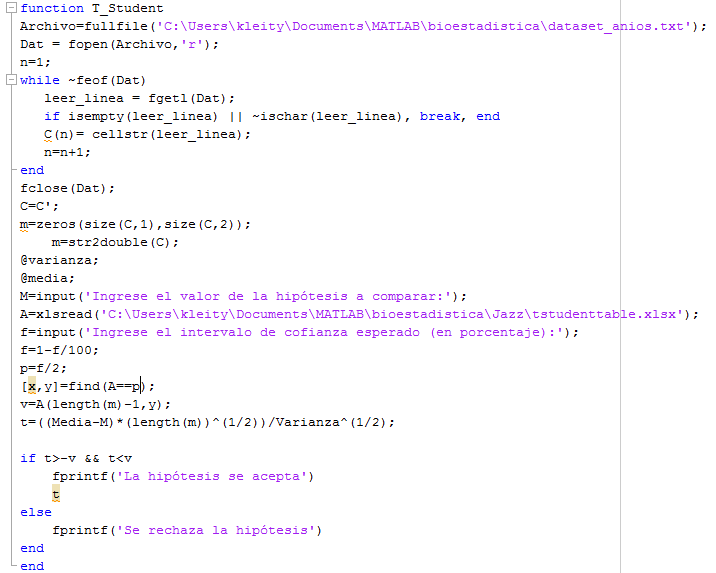 function T_Student
Archivo=fullfile('C:\Users\kleity\Documents\MATLAB\bioestadistica\dataset_anios.txt');
Dat = fopen(Archivo,'r');
n=1;
while ~feof(Dat)
leer_linea = fgetl(Dat);
if isempty(leer_linea) || ~ischar(leer_linea), break, end
C(n)= cellstr(leer_linea);
n=n+1;
end
fclose(Dat);
C=C';
m=zeros(size(C,1),size(C,2));
m=str2double(C);
@varianza;
@media;
M=input('Ingrese el valor de la hipótesis a comparar:');
A=xlsread('C:\Users\kleity\Documents\MATLAB\bioestadistica\Jazz\tstudenttable.xlsx');
f=input('Ingrese el intervalo de cofianza esperado (en porcentaje):');
f=1-f/100;
p=f/2;
[x,y]=find(A==p);
v=A(length(m)-1,y);
t=((Media-M)*(length(m))^(1/2))/Varianza^(1/2);
if t>-v && t<v
fprintf('La hipótesis se acepta')
t
else
fprintf('Se rechaza la hipótesis')
end
end